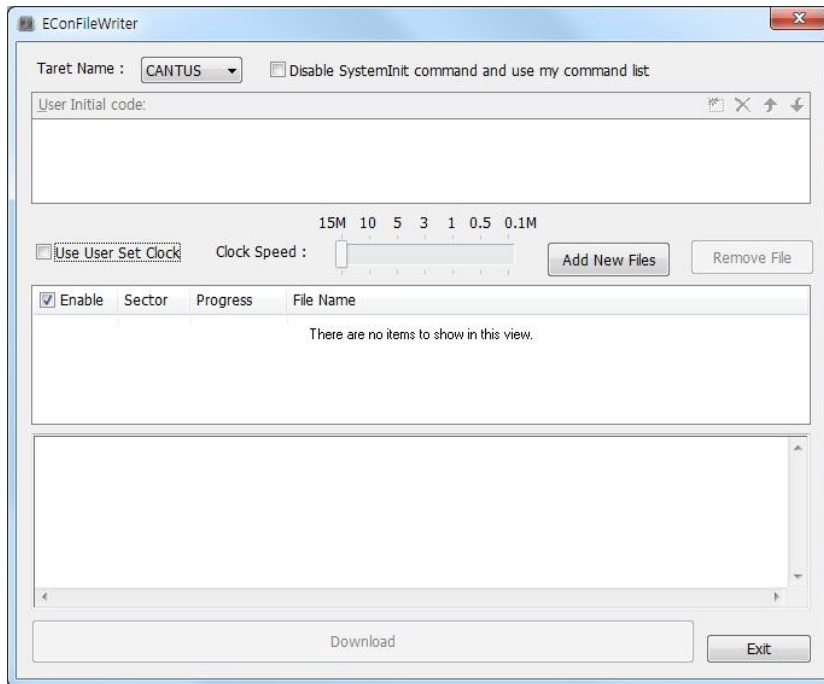 EConFileWriter
Taret Name : CANTUS Disable SystemInit command and use my command list
User Initial code:
15M 10 5 3 1 0.5 0.1M
Use User Set Clock Clock Speed : Add New Files Remove File
Enable Sector Progress File Name
There are no items to show in this view.
Download
Exit